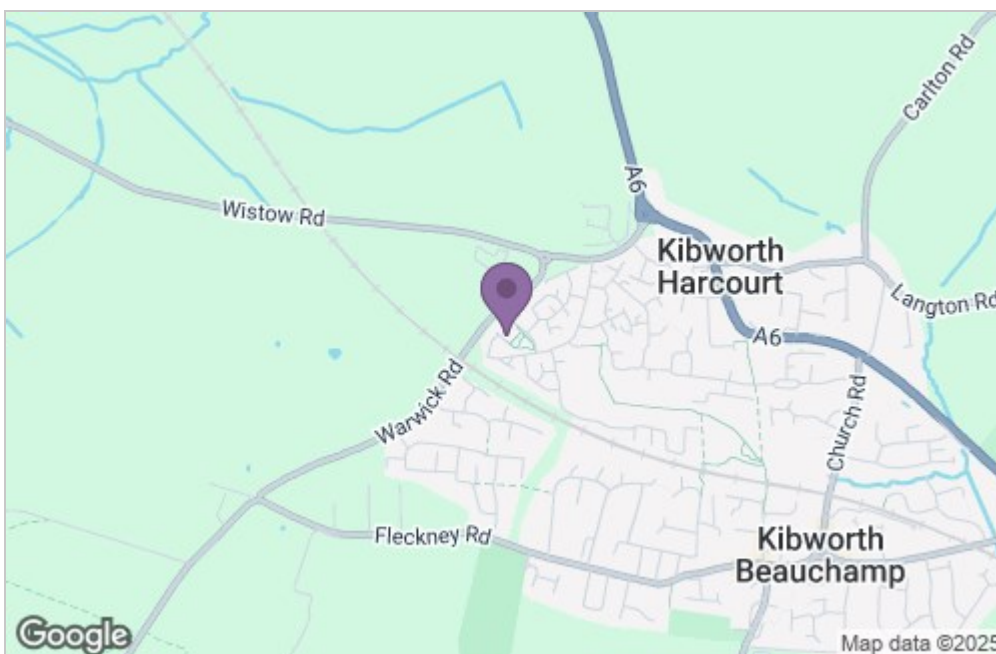 Carlton Rd
A6
Wistow Rd
Kibworth
Harcourt
Langton Rd
A6
Warwick Rd
Church Rd
Fleckney Rd
Kibworth
Beauchamp
Google
Map data ©2025